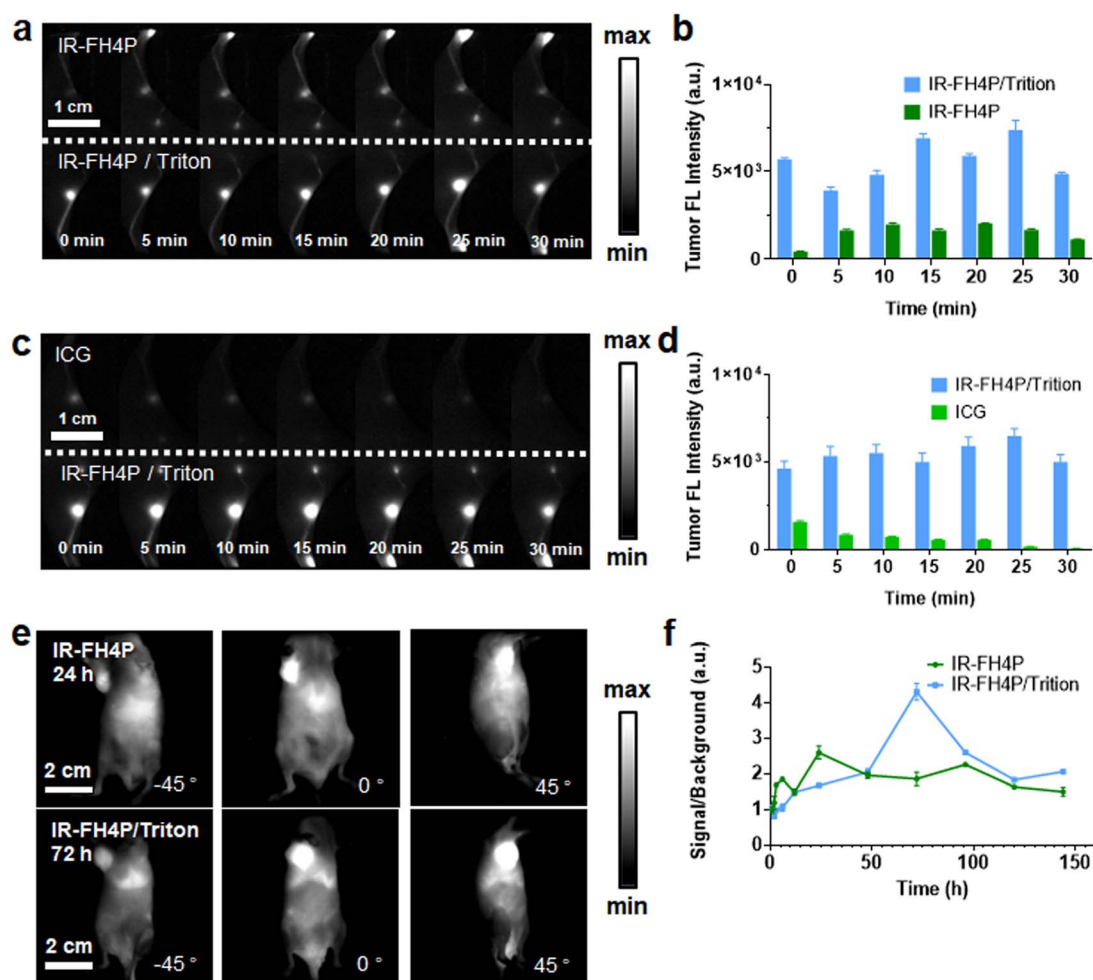 a
IR-FH4P
1 cm
IR-FH4P / Triton
0 min 5 min 10 min 15 min 20 min 25 min 30 min
max
min
b
1×10⁴
5×10³
0
Tumor FL Intensity (a.u.)
IR-FH4P/Trition
IR-FH4P
0 5 10 15 20 25 30
Time (min)
c
ICG
1 cm
IR-FH4P / Triton
0 min 5 min 10 min 15 min 20 min 25 min 30 min
max
min
d
1×10⁴
5×10³
0
Tumor FL Intensity (a.u.)
IR-FH4P/Trition
ICG
0 5 10 15 20 25 30
Time (min)
e
IR-FH4P
24 h
2 cm
-45 °
0 °
45 °
IR-FH4P/Triton
72 h
2 cm
-45 °
0 °
45 °
max
min
f
5
4
3
2
1
0
Signal/Background (a.u.)
IR-FH4P
IR-FH4P/Trition
0 50 100 150
Time (h)